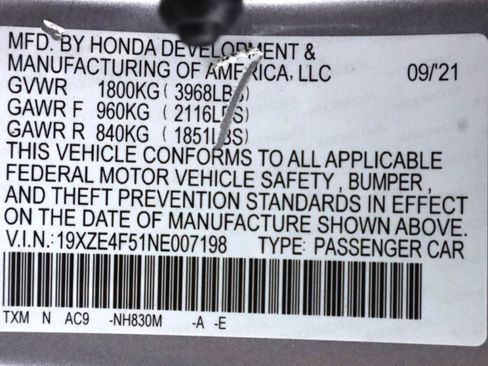 MFD. BY HONDA DEVELOPMENT &
MANUFACTURING OF AMERICA, LLC 09/'21
GVWR 1800KG (3968LBS)
GAWR F 960KG (2116LBS)
GAWR R 840KG (1851LBS)
THIS VEHICLE CONFORMS TO ALL APPLICABLE
FEDERAL MOTOR VEHICLE SAFETY , BUMPER,
AND THEFT PREVENTION STANDARDS IN EFFECT
ON THE DATE OF MANUFACTURE SHOWN ABOVE.
V.I.N.:19XZE4F51NE007198 TYPE: PASSENGER CAR
TXM N AC9 -NH830M -A -E